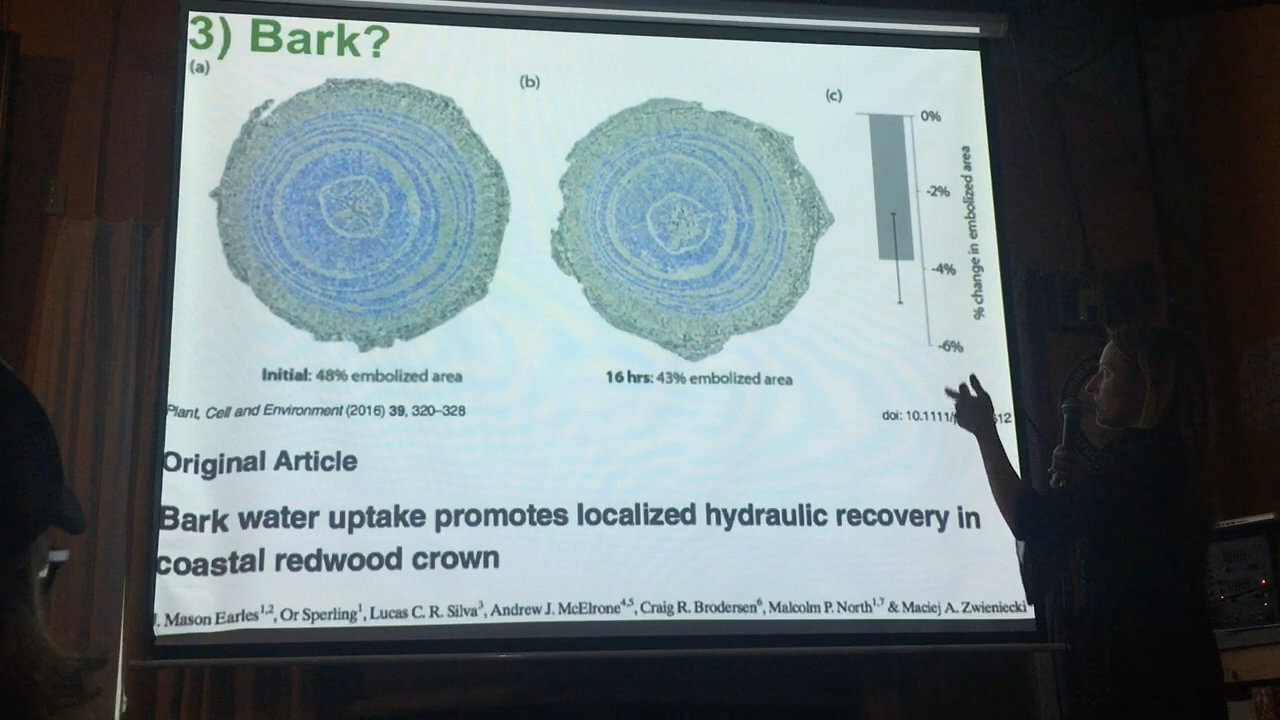 3) Bark?
(a)
(b)
(c)
0%
-2%
-4%
-6%
% change in embolized area
Initial: 48% embolized area
16 hrs: 43% embolized area
Plant, Cell and Environment (2016) 39, 320–328
doi: 10.1111/ 12
Original Article
Bark water uptake promotes localized hydraulic recovery in
coastal redwood crown
J. Mason Earles1,2, Or Sperling1, Lucas C. R. Silva3, Andrew J. McElrone4,5, Craig R. Brodersen6, Malcolm P. North1,7 & Maciej A. Zwieniecki1